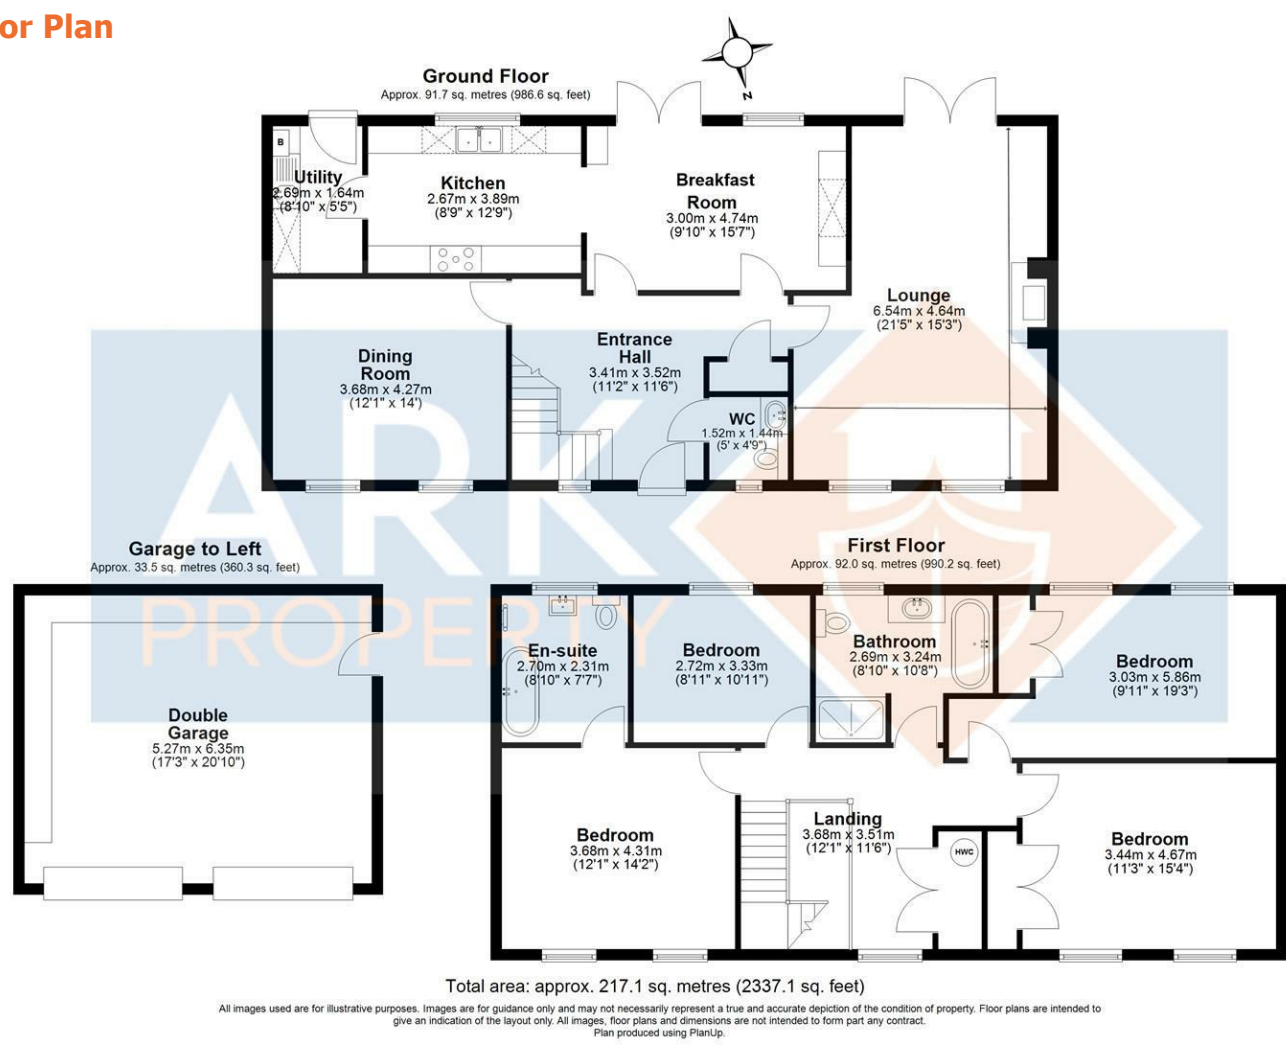 or Plan
N
Ground Floor
Approx. 91.7 sq. metres (986.6 sq. feet)
B
Utility
2.69m x 1.64m
(8'10" x 5'5")
Kitchen
2.67m x 3.89m
(8'9" x 12'9")
Breakfast
Room
3.00m x 4.74m
(9'10" x 15'7")
Lounge
6.54m x 4.64m
(21'5" x 15'3")
Dining
Room
3.68m x 4.27m
(12'1" x 14')
Entrance
Hall
3.41m x 3.52m
(11'2" x 11'6")
WC
1.52m x 1.44m
(5' x 4'9")
ARK
PROPERTY
Garage to Left
Approx. 33.5 sq. metres (360.3 sq. feet)
Double
Garage
5.27m x 6.35m
(17'3" x 20'10")
First Floor
Approx. 92.0 sq. metres (990.2 sq. feet)
En-suite
2.70m x 2.31m
(8'10" x 7'7")
Bedroom
2.72m x 3.33m
(8'11" x 10'11")
Bathroom
2.69m x 3.24m
(8'10" x 10'8")
Bedroom
3.03m x 5.86m
(9'11" x 19'3")
Bedroom
3.68m x 4.31m
(12'1" x 14'2")
Landing
3.68m x 3.51m
(12'1" x 11'6")
HWC
Bedroom
3.44m x 4.67m
(11'3" x 15'4")
Total area: approx. 217.1 sq. metres (2337.1 sq. feet)
All images used are for illustrative purposes. Images are for guidance only and may not necessarily represent a true and accurate depiction of the condition of property. Floor plans are intended to
give an indication of the layout only. All images, floor plans and dimensions are not intended to form part any contract.
Plan produced using PlanUp.